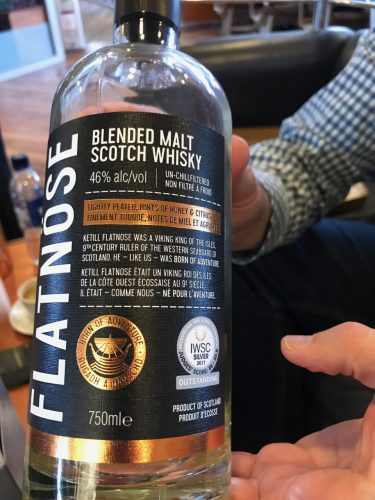 FLATNOSE
BLENDED MALT
SCOTCH WHISKY
46% alc/vol
UN-CHILLFILTERED
NON FILTRÉ À FROID
LIGHTLY PEATED, HINTS OF HONEY & CITRUS
FINEMENT TOURBÉ, NOTES DE MIEL ET AGRUMES
KETILL FLATNOSE WAS A VIKING KING OF THE ISLES,
9TH CENTURY RULER OF THE WESTERN SEABOARD OF
SCOTLAND. HE – LIKE US – WAS BORN OF ADVENTURE.
KETILL FLATNOSE ÉTAIT UN VIKING ROI DES ISLES
DE LA CÔTE OUEST ÉCOSSAISE AU 9E SIÈCLE.
IL ÉTAIT – COMME NOUS – NÉ POUR L'AVENTURE.
BORN OF ADVENTURE
IWSC
SILVER
2017
OUTSTANDING
750ml℮
PRODUCT OF SCOTLAND
PRODUIT D'ECOSSE